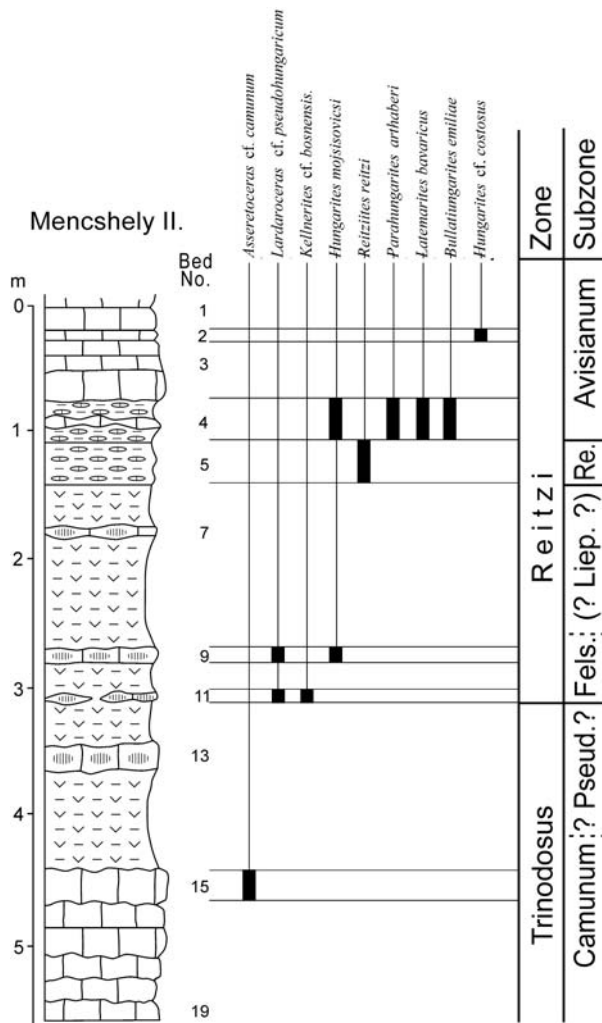 Mencshely II.
m
Bed
No.
Asseretoceras cf. camunum
Lardaroceras cf. pseudohungaricum
Kellnerites cf. bosnensis.
Hungarites mojsisovicsi
Reitziites reitzi
Parahungarites arthaberi
Latemarites bavaricus
Bullatiungarites emiliae
Hungarites cf. costosus
Zone
Subzone
0
1
2
3
4
5
1
2
3
4
5
7
9
11
13
15
19
Reitzi
Trinodosus
Avisianum
Re.
(? Liep. ?)
Fels.
? Pseud.?
Camunum